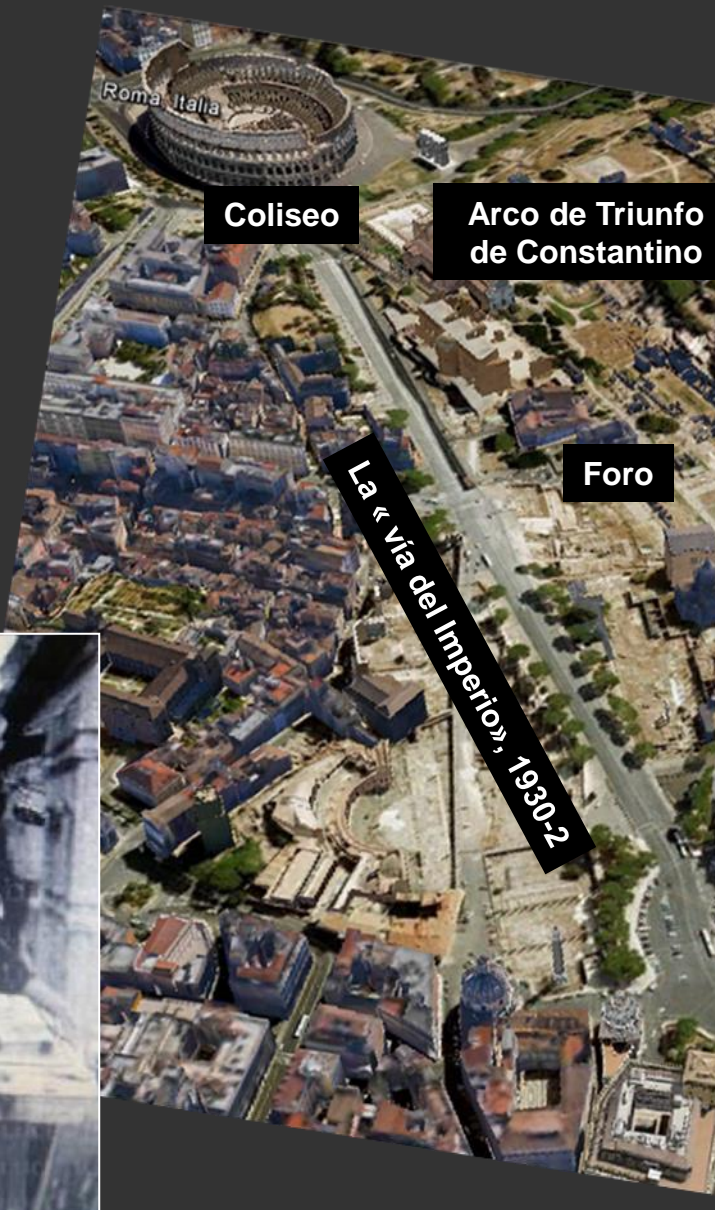 Roma, Italia
Coliseo
Arco de Triunfo
de Constantino
Foro
La « vía del Imperio», 1930-2